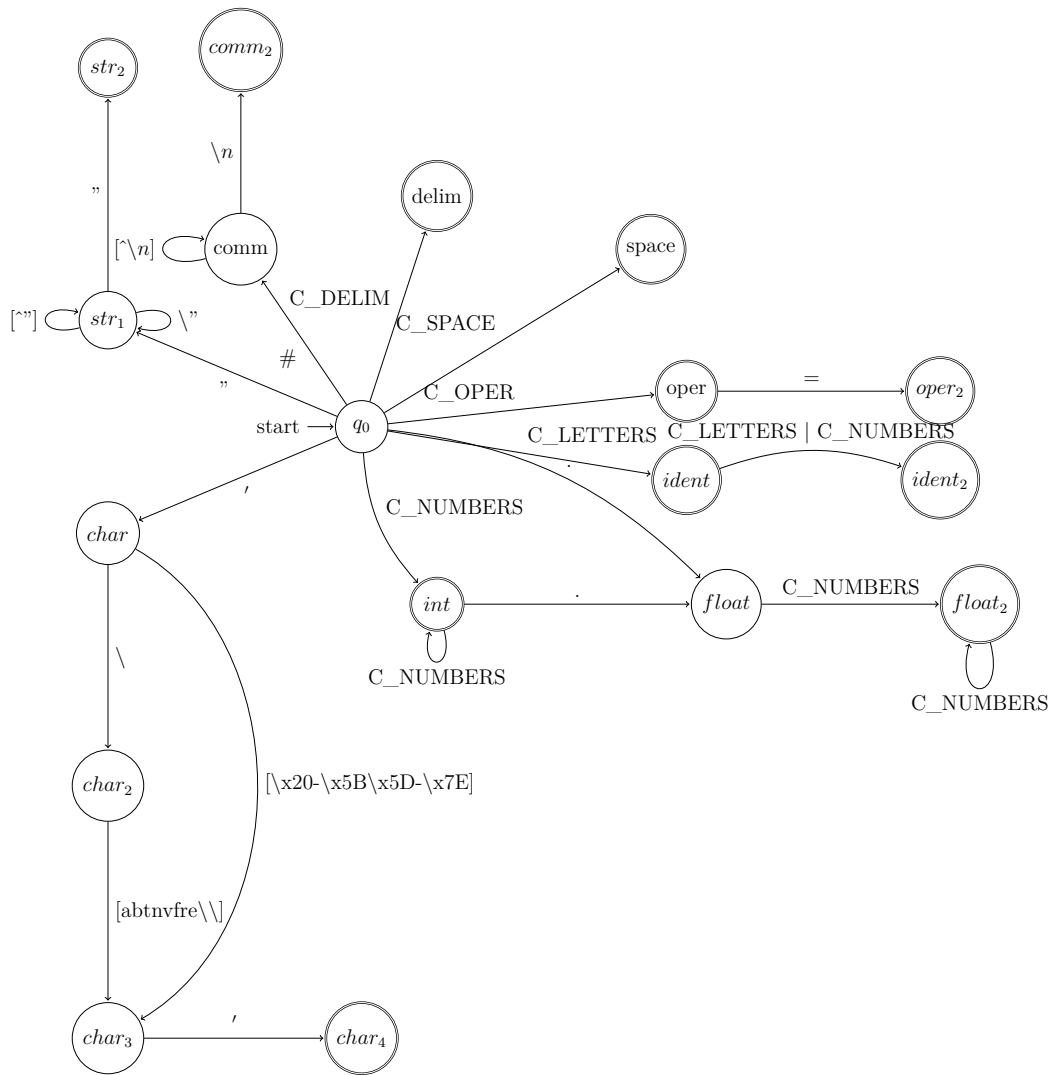 comm₂
str₂
\n
"
delim
[^\n]
comm
space
C_DELIM
[^"]
str₁
\"
C_SPACE
#
"
C_OPER
oper
=
oper₂
start
q₀
C_LETTERS
C_LETTERS | C_NUMBERS
.
ident
ident₂
'
C_NUMBERS
char
int
.
float
C_NUMBERS
float₂
\
C_NUMBERS
C_NUMBERS
char₂
[\x20-\x5B\x5D-\x7E]
[abtnvfre\\]
char₃
'
char₄